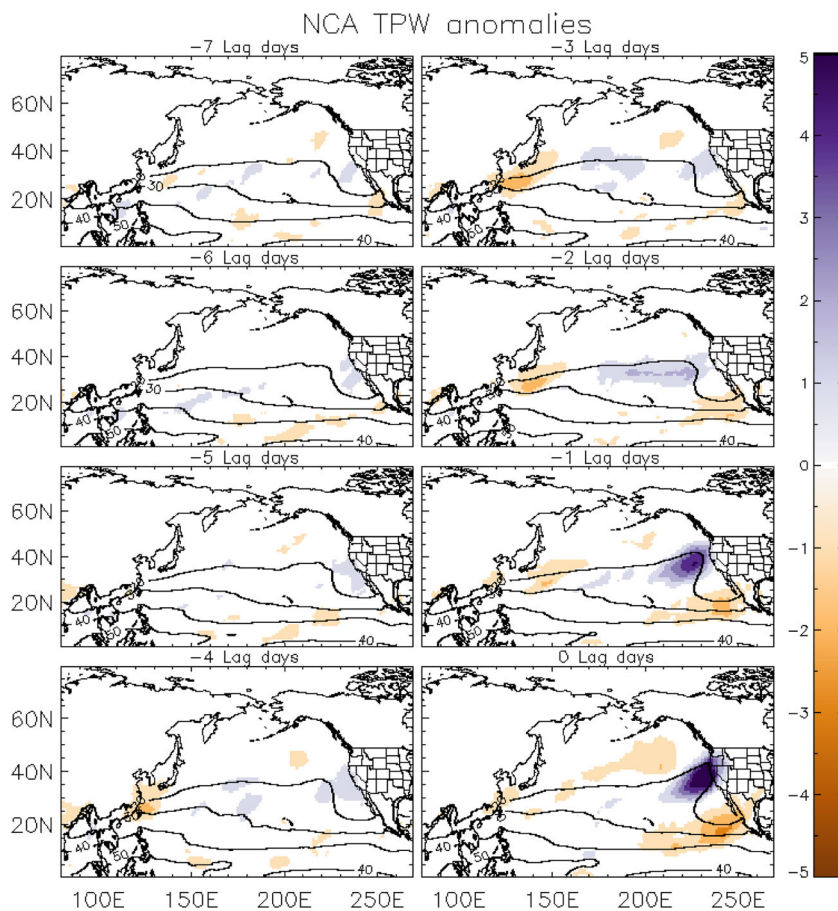 NCA TPW anomalies
-7 Lag days
-3 Lag days
60N
40N
20N
30
40
50
40
5
4
3
2
1
0
-1
-2
-3
-4
-5
-6 Lag days
-2 Lag days
60N
40N
20N
30
40
50
40
-5 Lag days
-1 Lag days
60N
40N
20N
40
50
40
-4 Lag days
0 Lag days
60N
40N
20N
40
50
40
100E 150E 200E 250E
100E 150E 200E 250E